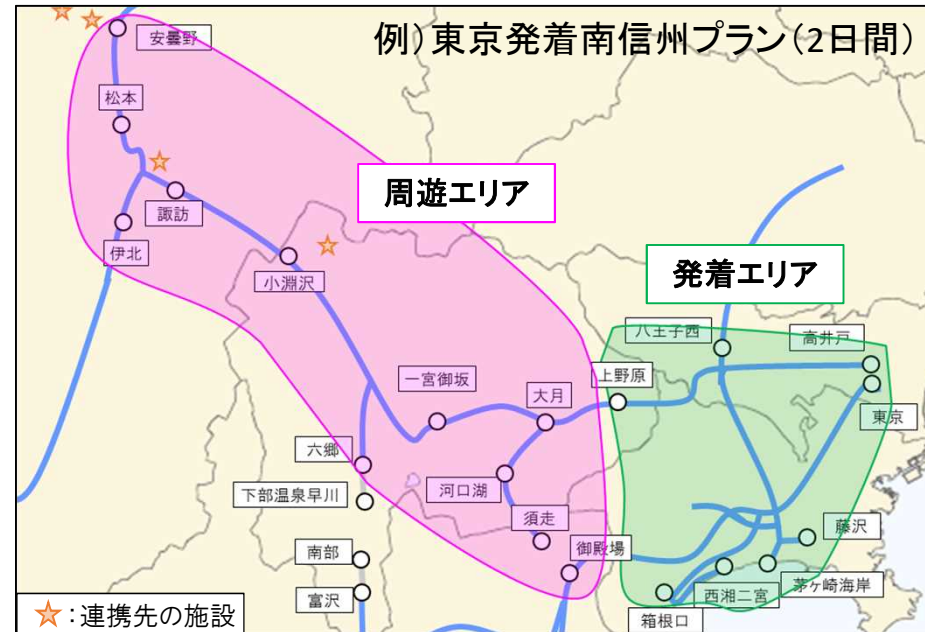 例)東京発着南信州プラン(2日間)
安曇野
松本
周遊エリア
諏訪
伊北
小淵沢
発着エリア
八王子西
高井戸
上野原
一宮御坂
大月
東京
六郷
河口湖
下部温泉早川
須走
藤沢
南部
御殿場
茅ヶ崎海岸
富沢
西湘二宮
箱根口
☆:連携先の施設